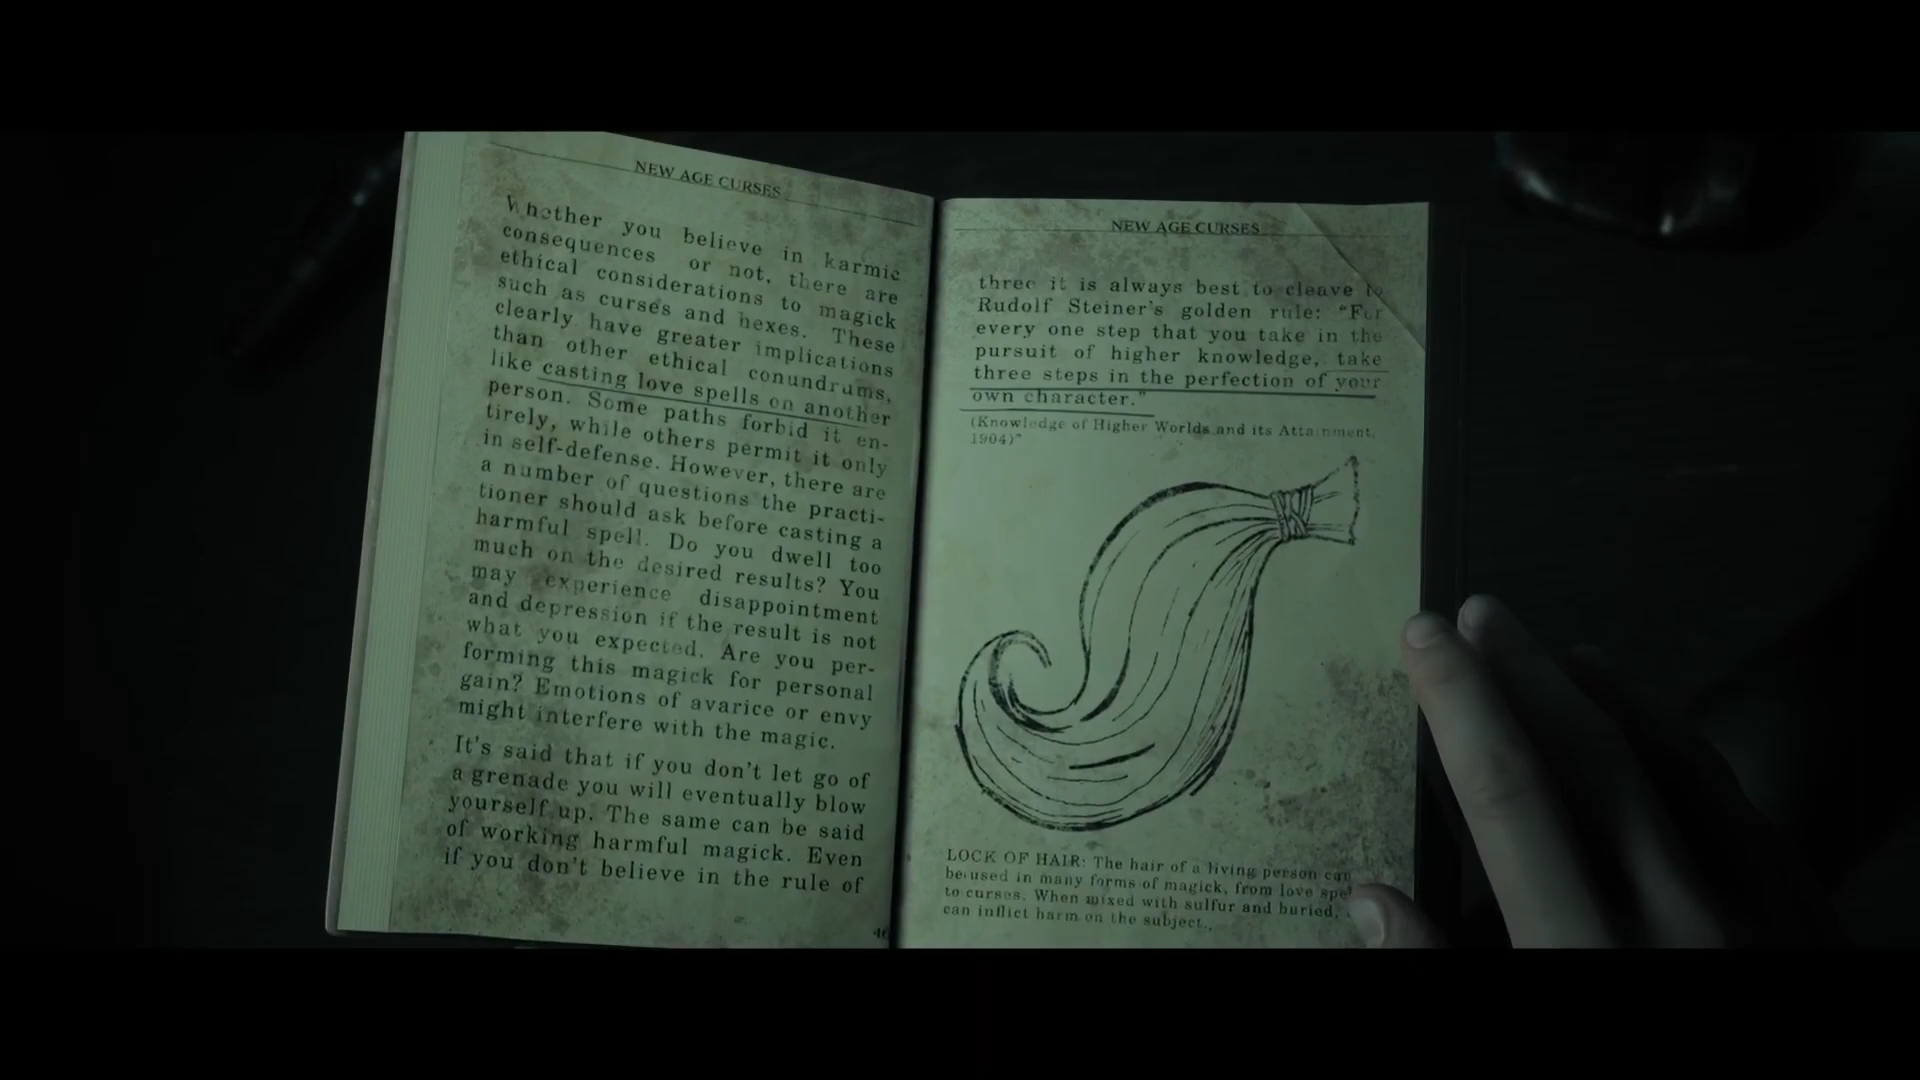 NEW AGE CURSES
Whether you believe in karmic
consequences or not, there are
ethical considerations to magick
such as curses and hexes. These
clearly have greater implications
than other ethical conundrums,
like casting love spells on another
person. Some paths forbid it en-
tirely, while others permit it only
in self-defense. However, there are
a number of questions the practi-
tioner should ask before casting a
harmful spell. Do you dwell too
much on the desired results? You
may experience disappointment
and depression if the result is not
what you expected. Are you per-
forming this magick for personal
gain? Emotions of avarice or envy
might interfere with the magic.
It's said that if you don't let go of
a grenade you will eventually blow
yourself up. The same can be said
of working harmful magick. Even
if you don't believe in the rule of
NEW AGE CURSES
three it is always best to cleave to
Rudolf Steiner's golden rule: "For
every one step that you take in the
pursuit of higher knowledge, take
three steps in the perfection of your
own character."
(Knowledge of Higher Worlds and its Attainment,
1904)"
LOCK OF HAIR: The hair of a living person can
be used in many forms of magick, from love
to curses. When mixed with sulfur and buried,
can inflict harm on the subject.